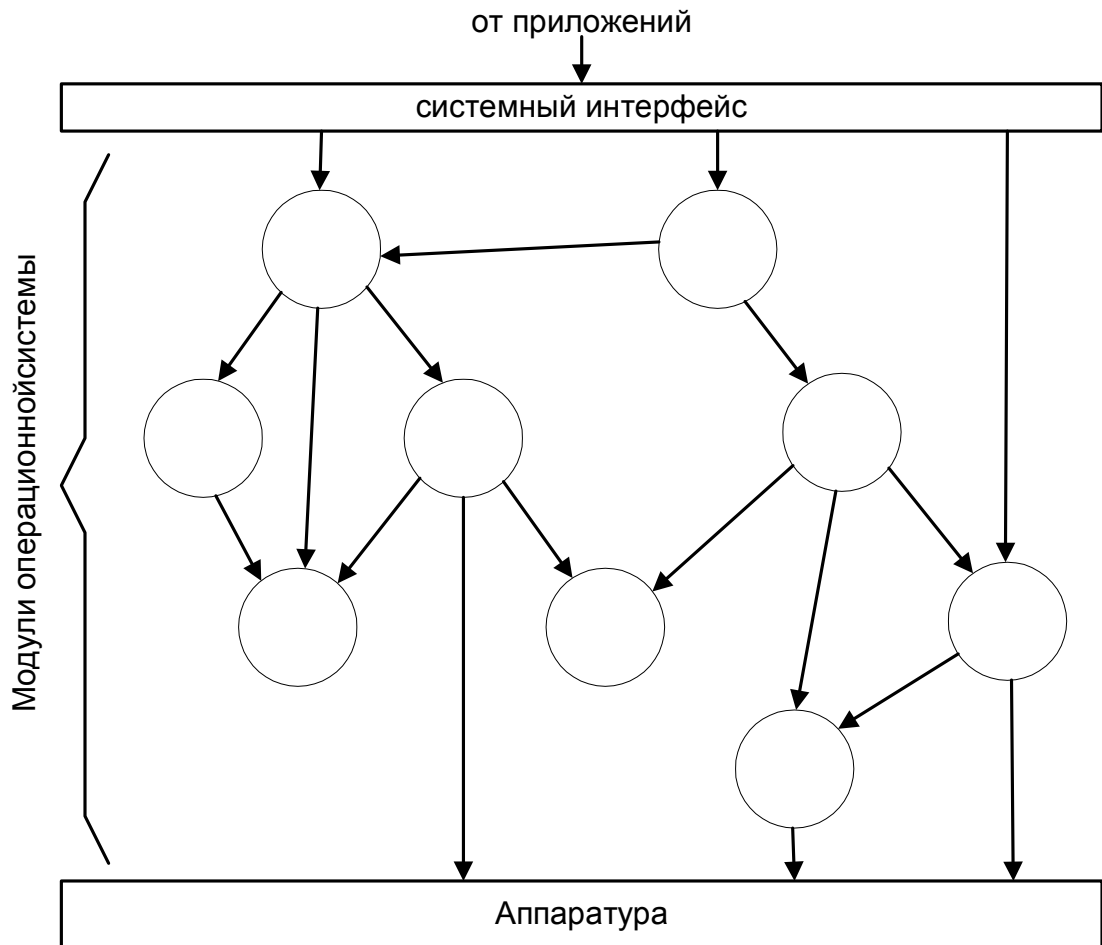 от приложений
системный интерфейс
Модули операционнойсистемы
Аппаратура